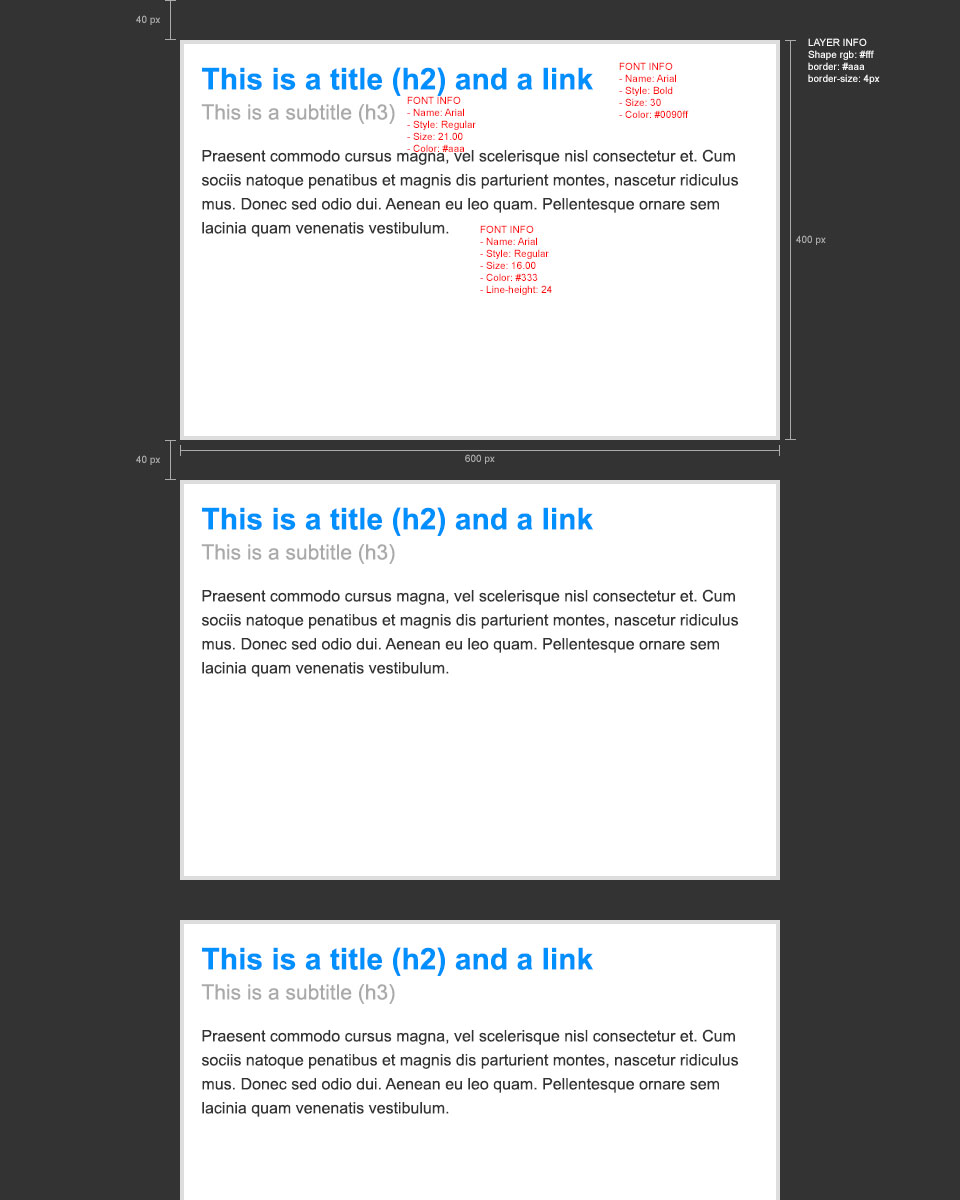 40 px
LAYER INFO
Shape rgb: #fff
border: #aaa
border-size: 4px
This is a title (h2) and a link
FONT INFO
- Name: Arial
- Style: Bold
- Size: 30
- Color: #0090ff
This is a subtitle (h3)
FONT INFO
- Name: Arial
- Style: Regular
- Size: 21.00
- Color: #aaa
Praesent commodo cursus magna, vel scelerisque nisl consectetur et. Cum
sociis natoque penatibus et magnis dis parturient montes, nascetur ridiculus
mus. Donec sed odio dui. Aenean eu leo quam. Pellentesque ornare sem
lacinia quam venenatis vestibulum.
FONT INFO
- Name: Arial
- Style: Regular
- Size: 16.00
- Color: #333
- Line-height: 24
400 px
40 px
600 px
This is a title (h2) and a link
This is a subtitle (h3)
Praesent commodo cursus magna, vel scelerisque nisl consectetur et. Cum
sociis natoque penatibus et magnis dis parturient montes, nascetur ridiculus
mus. Donec sed odio dui. Aenean eu leo quam. Pellentesque ornare sem
lacinia quam venenatis vestibulum.
This is a title (h2) and a link
This is a subtitle (h3)
Praesent commodo cursus magna, vel scelerisque nisl consectetur et. Cum
sociis natoque penatibus et magnis dis parturient montes, nascetur ridiculus
mus. Donec sed odio dui. Aenean eu leo quam. Pellentesque ornare sem
lacinia quam venenatis vestibulum.